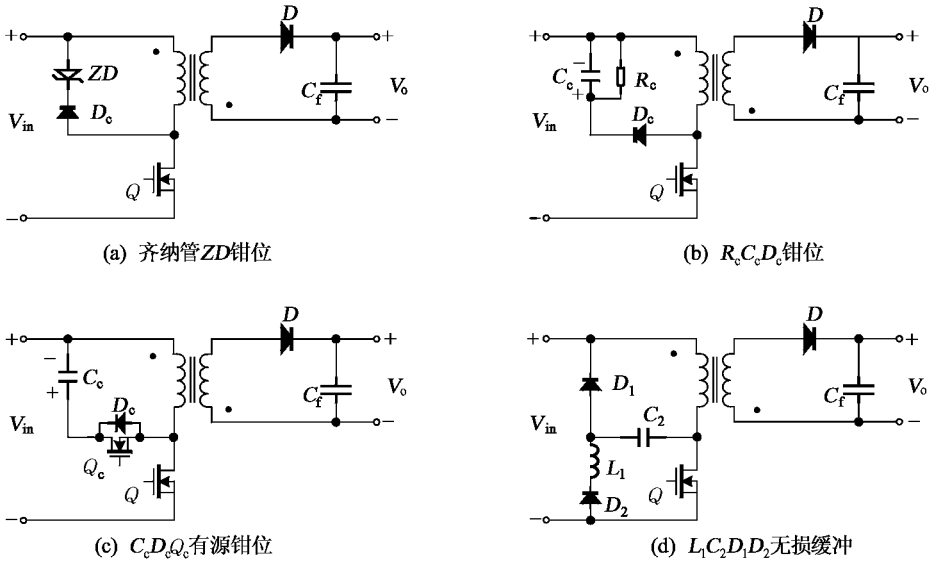 D
D
+ + + +
ZD C_f V_o
− C_c + R_c C_f V_o
V_in D_c
V_in D_c
− −
Q
Q
− −
(a) 齐纳管ZD钳位
(b) R_cC_cD_c钳位
D
D
+ + + +
− C_c + C_f V_o
D_1 C_f V_o
V_in D_c
V_in C_2
− −
Q_c Q
L_1 Q
D_2
− −
(c) C_cD_cQ_c有源钳位
(d) L_1C_2D_1D_2无损缓冲